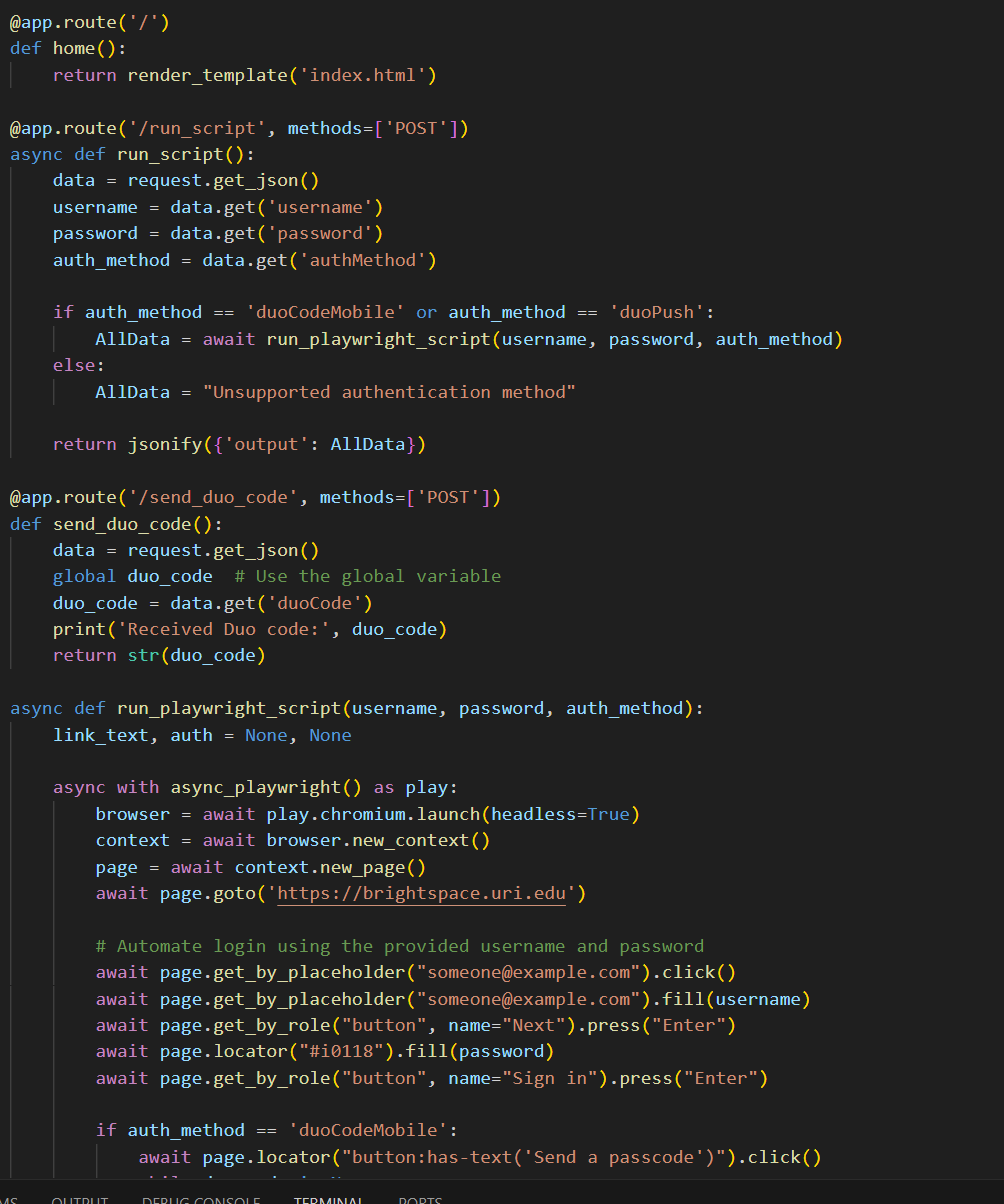 @app.route('/')
def home():
    return render_template('index.html')

@app.route('/run_script', methods=['POST'])
async def run_script():
    data = request.get_json()
    username = data.get('username')
    password = data.get('password')
    auth_method = data.get('authMethod')

    if auth_method == 'duoCodeMobile' or auth_method == 'duoPush':
        AllData = await run_playwright_script(username, password, auth_method)
    else:
        AllData = "Unsupported authentication method"

    return jsonify({'output': AllData})

@app.route('/send_duo_code', methods=['POST'])
def send_duo_code():
    data = request.get_json()
    global duo_code  # Use the global variable
    duo_code = data.get('duoCode')
    print('Received Duo code:', duo_code)
    return str(duo_code)

async def run_playwright_script(username, password, auth_method):
    link_text, auth = None, None

    async with async_playwright() as play:
        browser = await play.chromium.launch(headless=True)
        context = await browser.new_context()
        page = await context.new_page()
        await page.goto('https://brightspace.uri.edu')

        # Automate login using the provided username and password
        await page.get_by_placeholder("someone@example.com").click()
        await page.get_by_placeholder("someone@example.com").fill(username)
        await page.get_by_role("button", name="Next").press("Enter")
        await page.locator("#i0118").fill(password)
        await page.get_by_role("button", name="Sign in").press("Enter")

        if auth_method == 'duoCodeMobile':
            await page.locator("button:has-text('Send a passcode')").click()
OUTPUT DEBUG CONSOLE TERMINAL PORTS